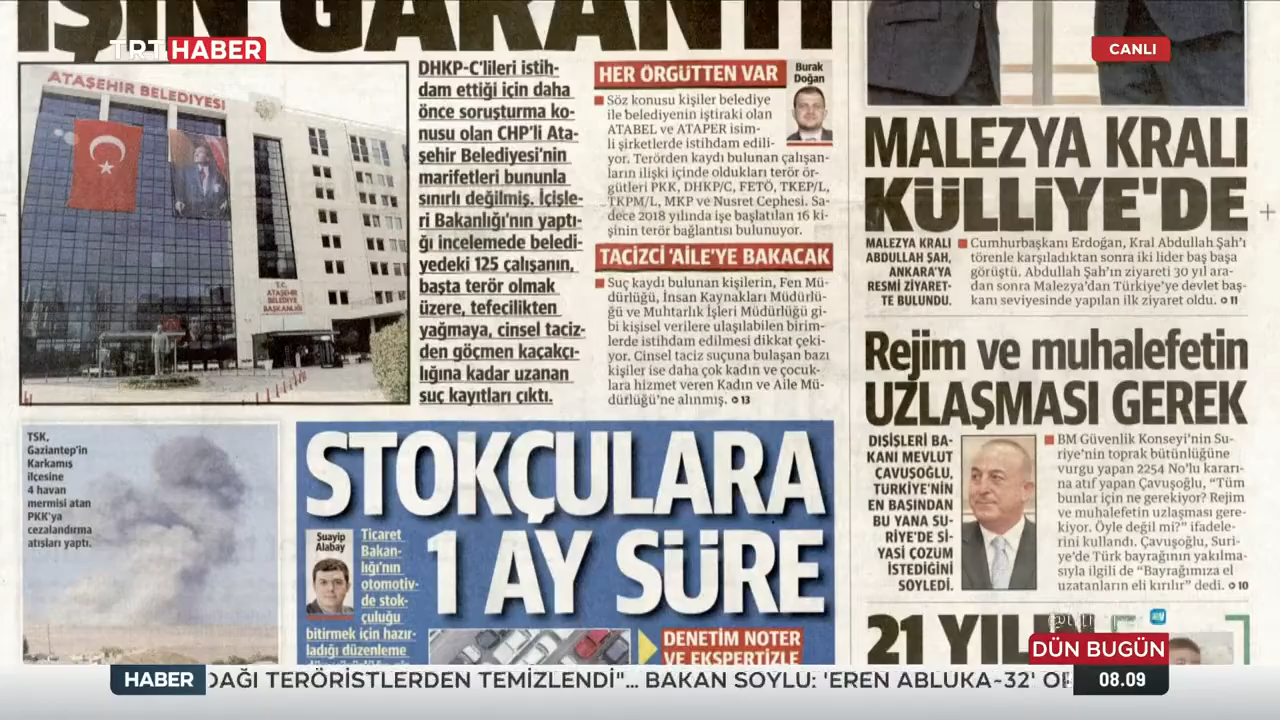 İŞİN GARANTİ
TRT HABER
CANLI
ATAŞEHİR BELEDİYESİ
T.C.
ATAŞEHİR
BELEDİYE
BAŞKANLIĞI
DHKP-C'lileri istih-
dam ettiği için daha
önce soruşturma ko-
nusu olan CHP'li Ata-
şehir Belediyesi'nin
marifetleri bununla
sınırlı değilmiş. İçişle-
ri Bakanlığı'nın yaptı-
ğı incelemede beledi-
yedeki 125 çalışanın,
başta terör olmak
üzere, tefecilikten
yağmaya, cinsel taciz-
den göçmen kaçakçı-
lığına kadar uzanan
suç kayıtları çıktı.
HER ÖRGÜTTEN VAR
Burak
Doğan
Söz konusu kişiler belediye
ile belediyenin iştiraki olan
ATABEL ve ATAPER isim-
li şirketlerde istihdam edili-
yor. Terörden kaydı bulunan çalışan-
ların ilişki içinde oldukları terör ör-
gütleri PKK, DHKP/C, FETÖ, TKEP/L,
TKPM/L, MKP ve Nusret Cephesi. Sa-
dece 2018 yılında işe başlatılan 16 ki-
şinin terör bağlantısı bulunuyor.
TACİZCİ 'AİLE'YE BAKACAK
Suç kaydı bulunan kişilerin, Fen Mü-
dürlüğü, İnsan Kaynakları Müdürlü-
ğü ve Muhtarlık İşleri Müdürlüğü gi-
bi kişisel verilere ulaşılabilen birim-
lerde istihdam edilmesi dikkat çeki-
yor. Cinsel taciz suçuna bulaşan bazı
kişiler ise daha çok kadın ve çocuk-
lara hizmet veren Kadın ve Aile Mü-
dürlüğü'ne alınmış. 13
MALEZYA KRALI
KÜLLİYE'DE
MALEZYA KRALI
ABDULLAH ŞAH,
ANKARA'YA
RESMİ ZİYARET-
TE BULUNDU.
Cumhurbaşkanı Erdoğan, Kral Abdullah Şah'ı
törenle karşıladıktan sonra iki lider baş başa
görüştü. Abdullah Şah'ın ziyareti 30 yıl ara-
dan sonra Malezya'dan Türkiye'ye devlet baş-
kanı seviyesinde yapılan ilk ziyaret oldu. 11
Rejim ve muhalefetin
UZLAŞMASI GEREK
DIŞİŞLERİ BA-
KANI MEVLUT
ÇAVUŞOĞLU,
TÜRKİYE'NİN
EN BAŞINDAN
BU YANA SU-
RİYE'DE Sİ-
YASİ ÇÖZÜM
İSTEDİĞİNİ
SÖYLEDİ.
BM Güvenlik Konseyi'nin Su-
riye'nin toprak bütünlüğüne
vurgu yapan 2254 No'lu kararı-
na atıf yapan Çavuşoğlu, "Tüm
bunlar için ne gerekiyor? Rejim
ve muhalefetin uzlaşması gere-
kiyor. Öyle değil mi?" ifadele-
rini kullandı. Çavuşoğlu, Suri-
ye'de Türk bayrağının yakılma-
sıyla ilgili de "Bayrağımıza el
uzatanların eli kırılır" dedi. 10
TSK,
Gaziantep'in
Karkamış
ilçesine
4 havan
mermisi atan
PKK'ya
cezalandırma
atışları yaptı.
STOKÇULARA
1 AY SÜRE
Şuayip
Alabay
Ticaret
Bakan-
lığı'nın
otomotiv-
de stok-
çuluğu
bitirmek için hazır-
ladığı düzenleme
DENETİM NOTER
VE EKSPERTİZLE
21 YIL
DÜN BUGÜN
HABER
DAĞI TERÖRİSTLERDEN TEMİZLENDİ"... BAKAN SOYLU: 'EREN ABLUKA-32'
08.09